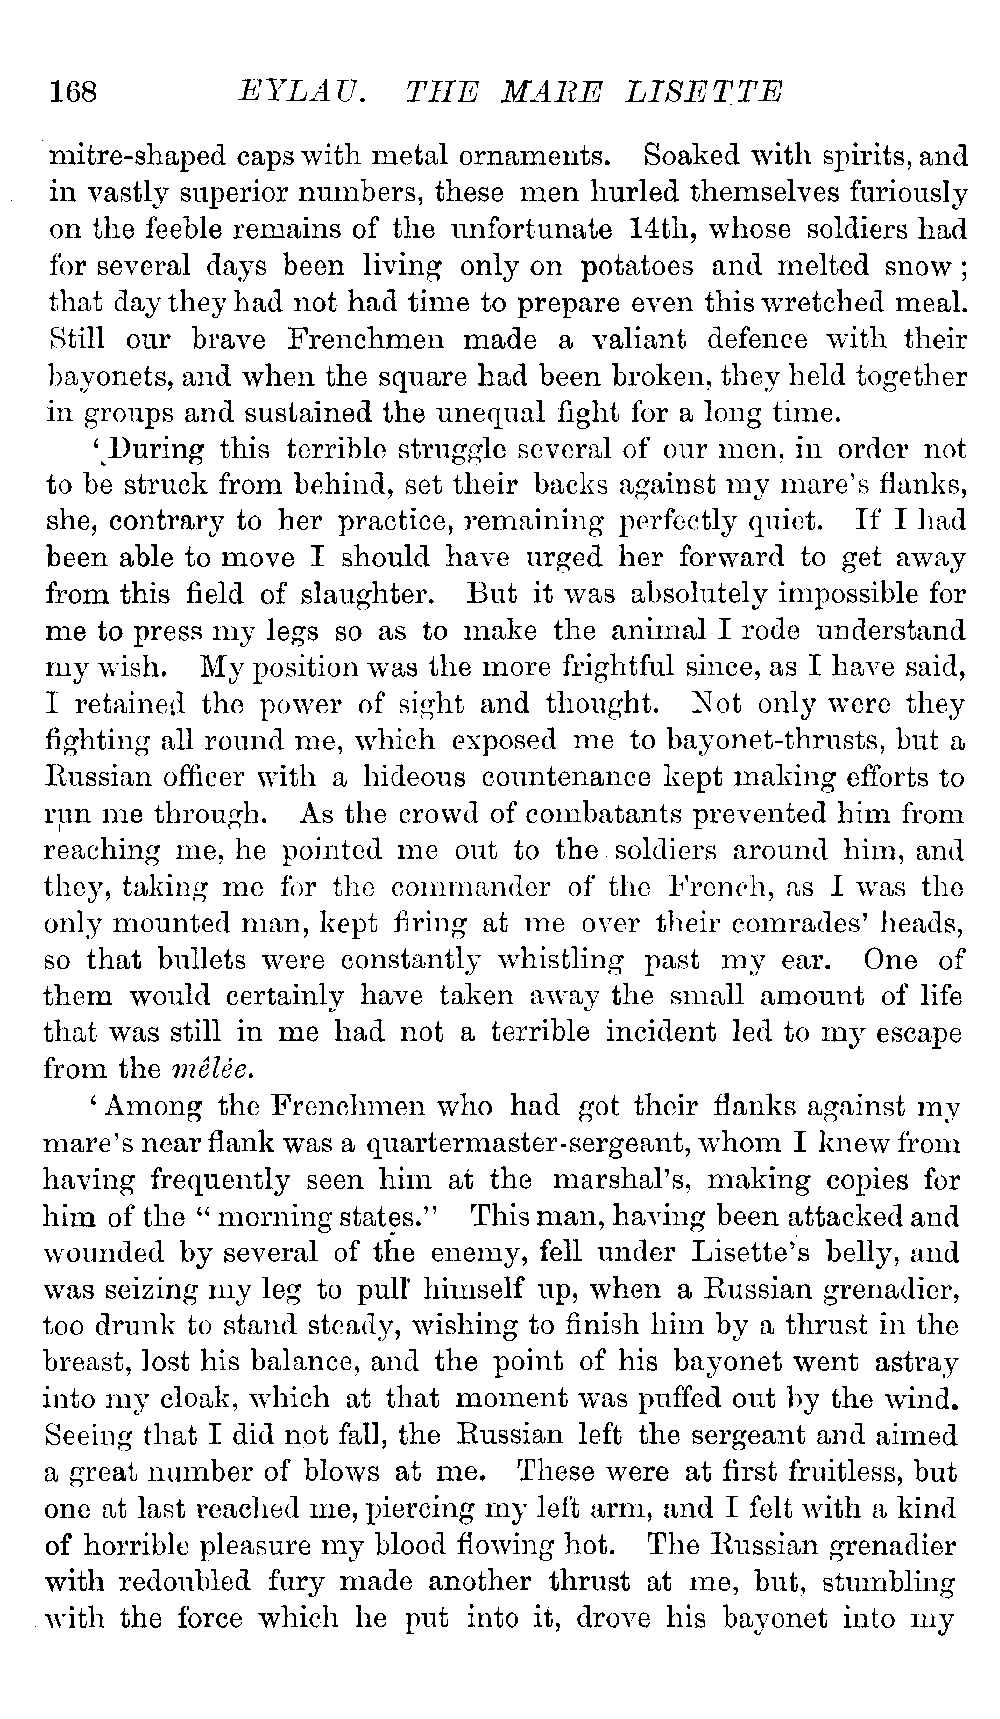 168 EYLAU. THE MARE LISETTE
mitre-shaped caps with metal ornaments. Soaked with spirits, and
in vastly superior numbers, these men hurled themselves furiously
on the feeble remains of the unfortunate 14th, whose soldiers had
for several days been living only on potatoes and melted snow;
that day they had not had time to prepare even this wretched meal.
Still our brave Frenchmen made a valiant defence with their
bayonets, and when the square had been broken, they held together
in groups and sustained the unequal fight for a long time.
‘During this terrible struggle several of our men, in order not
to be struck from behind, set their backs against my mare’s flanks,
she, contrary to her practice, remaining perfectly quiet. If I had
been able to move I should have urged her forward to get away
from this field of slaughter. But it was absolutely impossible for
me to press my legs so as to make the animal I rode understand
my wish. My position was the more frightful since, as I have said,
I retained the power of sight and thought. Not only were they
fighting all round me, which exposed me to bayonet-thrusts, but a
Russian officer with a hideous countenance kept making efforts to
run me through. As the crowd of combatants prevented him from
reaching me, he pointed me out to the soldiers around him, and
they, taking me for the commander of the French, as I was the
only mounted man, kept firing at me over their comrades’ heads,
so that bullets were constantly whistling past my ear. One of
them would certainly have taken away the small amount of life
that was still in me had not a terrible incident led to my escape
from the mêlée.
‘Among the Frenchmen who had got their flanks against my
mare’s near flank was a quartermaster-sergeant, whom I knew from
having frequently seen him at the marshal’s, making copies for
him of the “morning states.” This man, having been attacked and
wounded by several of the enemy, fell under Lisette’s belly, and
was seizing my leg to pull himself up, when a Russian grenadier,
too drunk to stand steady, wishing to finish him by a thrust in the
breast, lost his balance, and the point of his bayonet went astray
into my cloak, which at that moment was puffed out by the wind.
Seeing that I did not fall, the Russian left the sergeant and aimed
a great number of blows at me. These were at first fruitless, but
one at last reached me, piercing my left arm, and I felt with a kind
of horrible pleasure my blood flowing hot. The Russian grenadier
with redoubled fury made another thrust at me, but, stumbling
with the force which he put into it, drove his bayonet into my